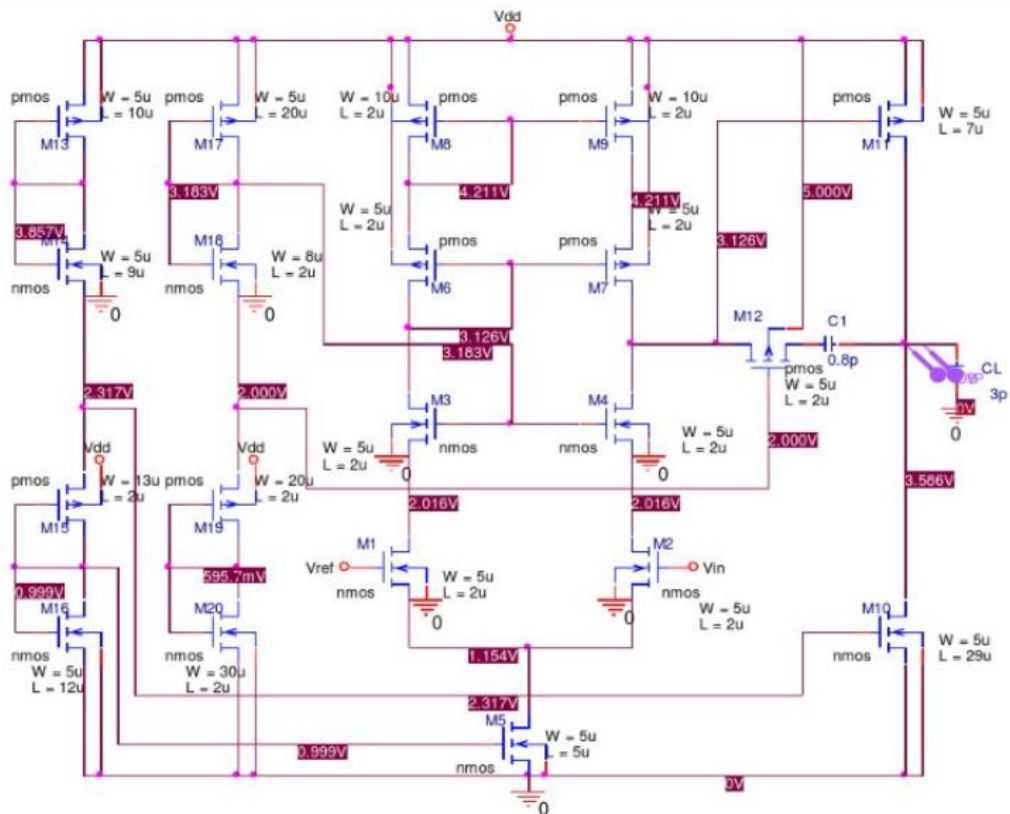 Vdd
pmos
W = 5u
L = 10u
M13
pmos
W = 5u
L = 20u
M17
W = 10u
L = 2u
pmos
M8
pmos
W = 10u
L = 2u
M9
pmos
W = 5u
L = 7u
M11
3.183V
4.211V
4.211V
5.000V
3.857V
M14
W = 5u
L = 9u
nmos
0
M18
W = 8u
L = 2u
nmos
0
W = 5u
L = 2u
pmos
M6
pmos
W = 5u
L = 2u
M7
3.126V
3.126V
3.183V
M12
C1
0.8p
pmos
W = 5u
L = 2u
CL
3p
0V
0
2.317V
2.000V
M3
nmos
W = 5u
L = 2u
0
M4
nmos
W = 5u
L = 2u
0
2.000V
Vdd
W = 13u
L = 2u
pmos
M15
Vdd
W = 20u
L = 2u
pmos
M19
2.016V
2.016V
3.586V
M1
Vref
nmos
W = 5u
L = 2u
0
M2
Vin
nmos
W = 5u
L = 2u
0
0.999V
595.7mV
M16
nmos
W = 5u
L = 12u
M20
nmos
W = 30u
L = 2u
1.154V
M10
nmos
W = 5u
L = 29u
2.317V
M5
0.999V
nmos
W = 5u
L = 5u
0V
0